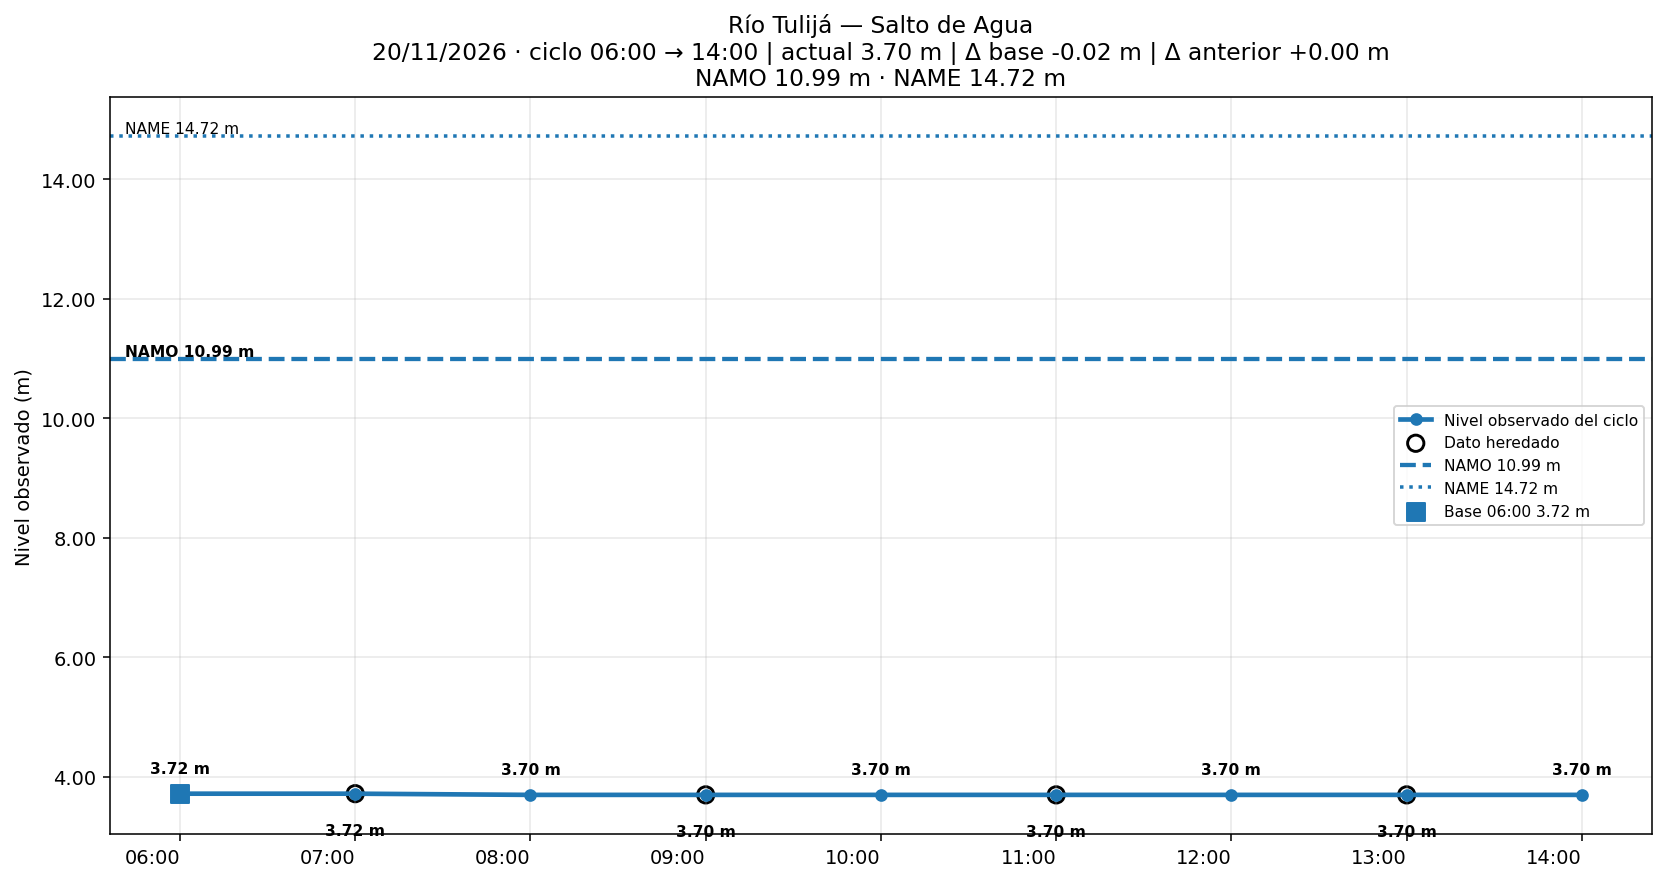 Río Tulijá — Salto de Agua
20/11/2026 · ciclo 06:00 → 14:00 | actual 3.70 m | Δ base -0.02 m | Δ anterior +0.00 m
NAMO 10.99 m · NAME 14.72 m
NAME 14.72 m
14.00
12.00
NAMO 10.99 m
10.00
8.00
6.00
4.00
Nivel observado (m)
Nivel observado del ciclo
Dato heredado
NAMO 10.99 m
NAME 14.72 m
Base 06:00 3.72 m
3.72 m 3.70 m 3.70 m 3.70 m 3.70 m
3.72 m 3.70 m 3.70 m 3.70 m
06:00 07:00 08:00 09:00 10:00 11:00 12:00 13:00 14:00